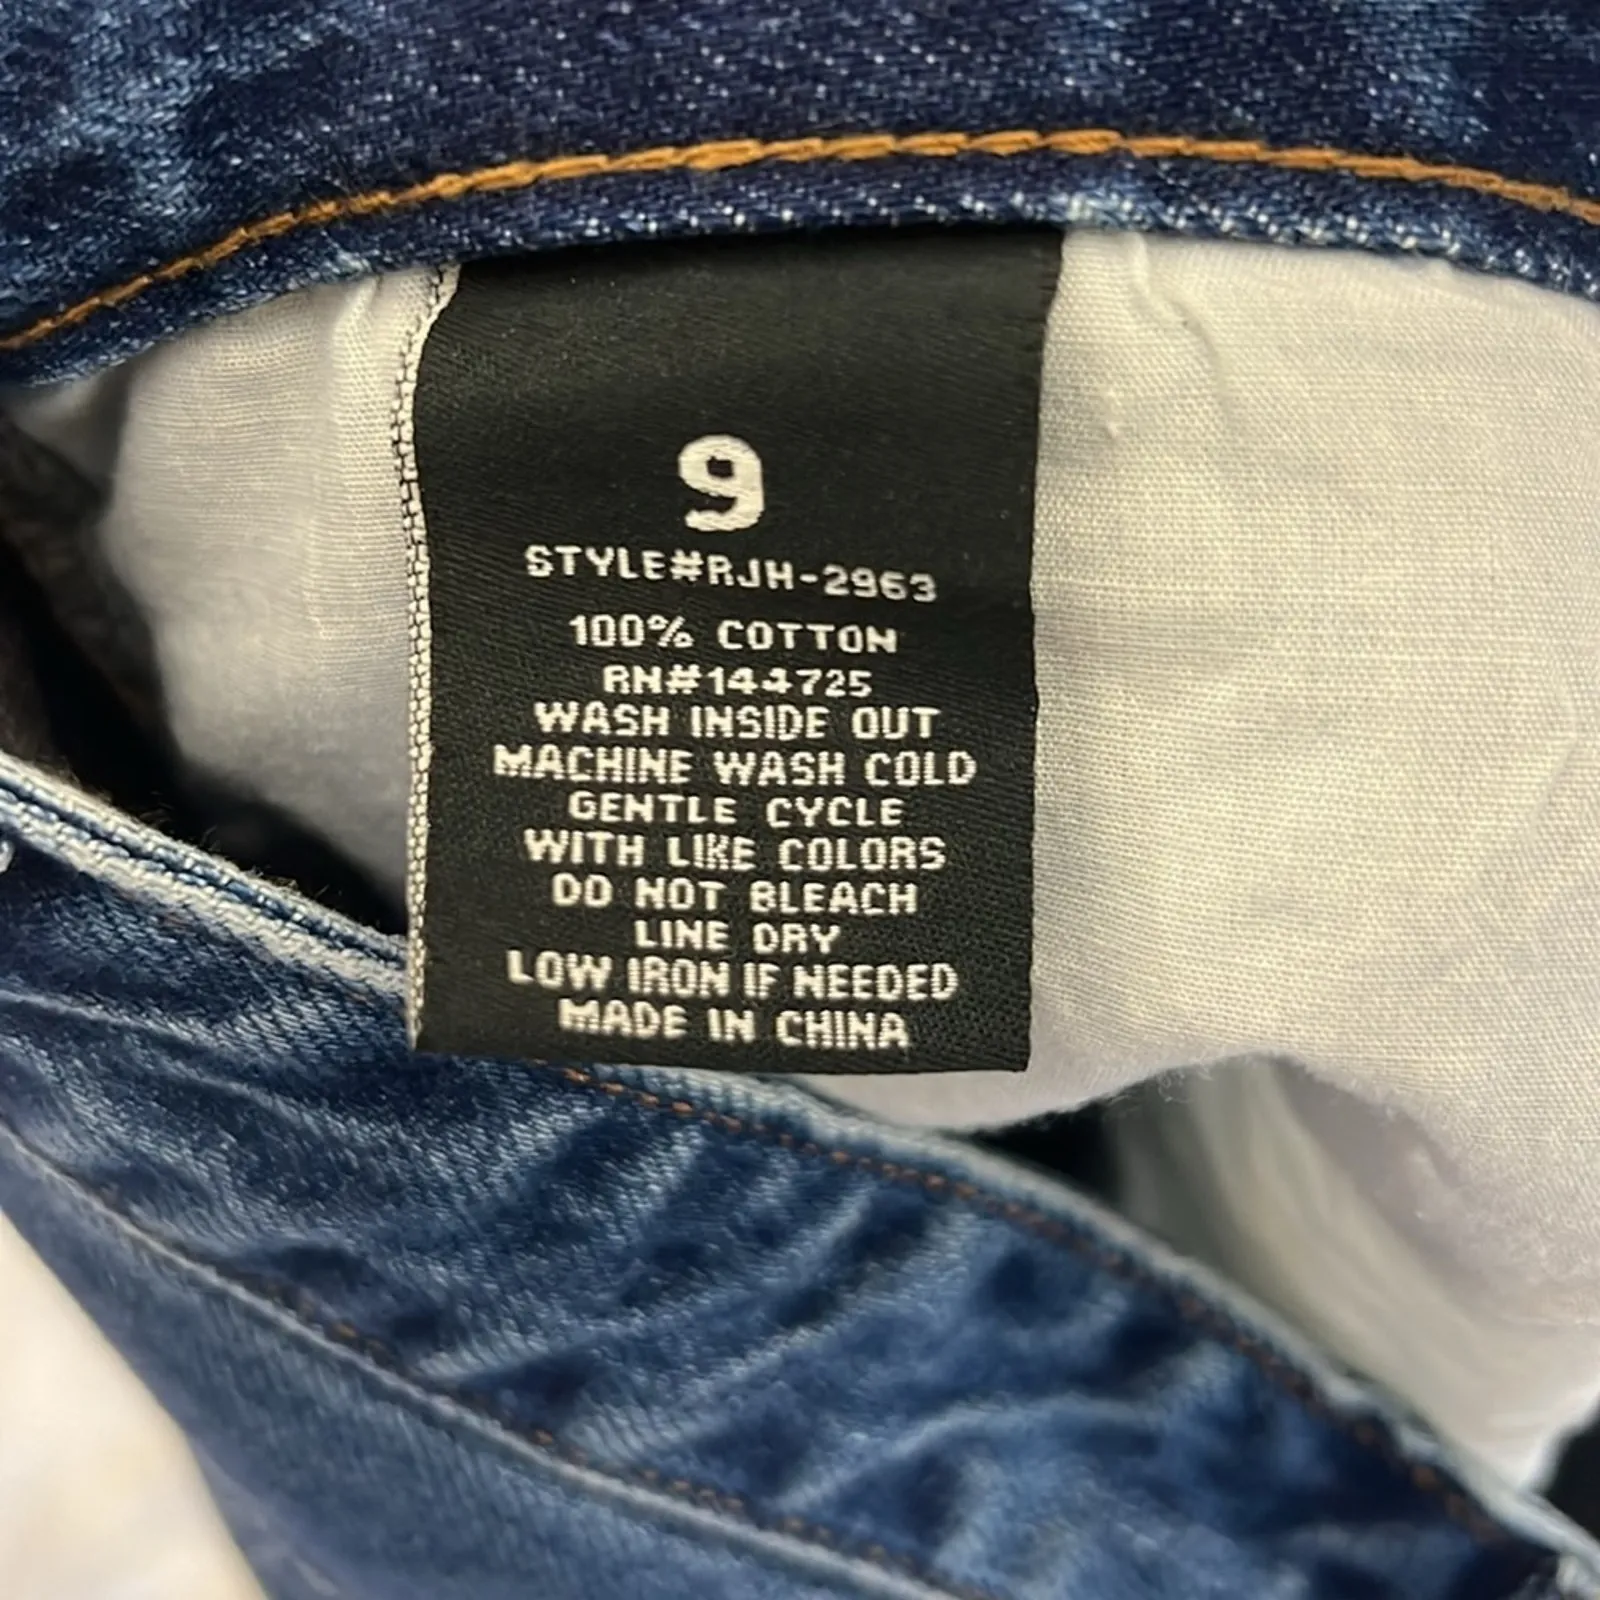 9
STYLE#RJH-2963
100% COTTON
RN#144725
WASH INSIDE OUT
MACHINE WASH COLD
GENTLE CYCLE
WITH LIKE COLORS
DO NOT BLEACH
LINE DRY
LOW IRON IF NEEDED
MADE IN CHINA